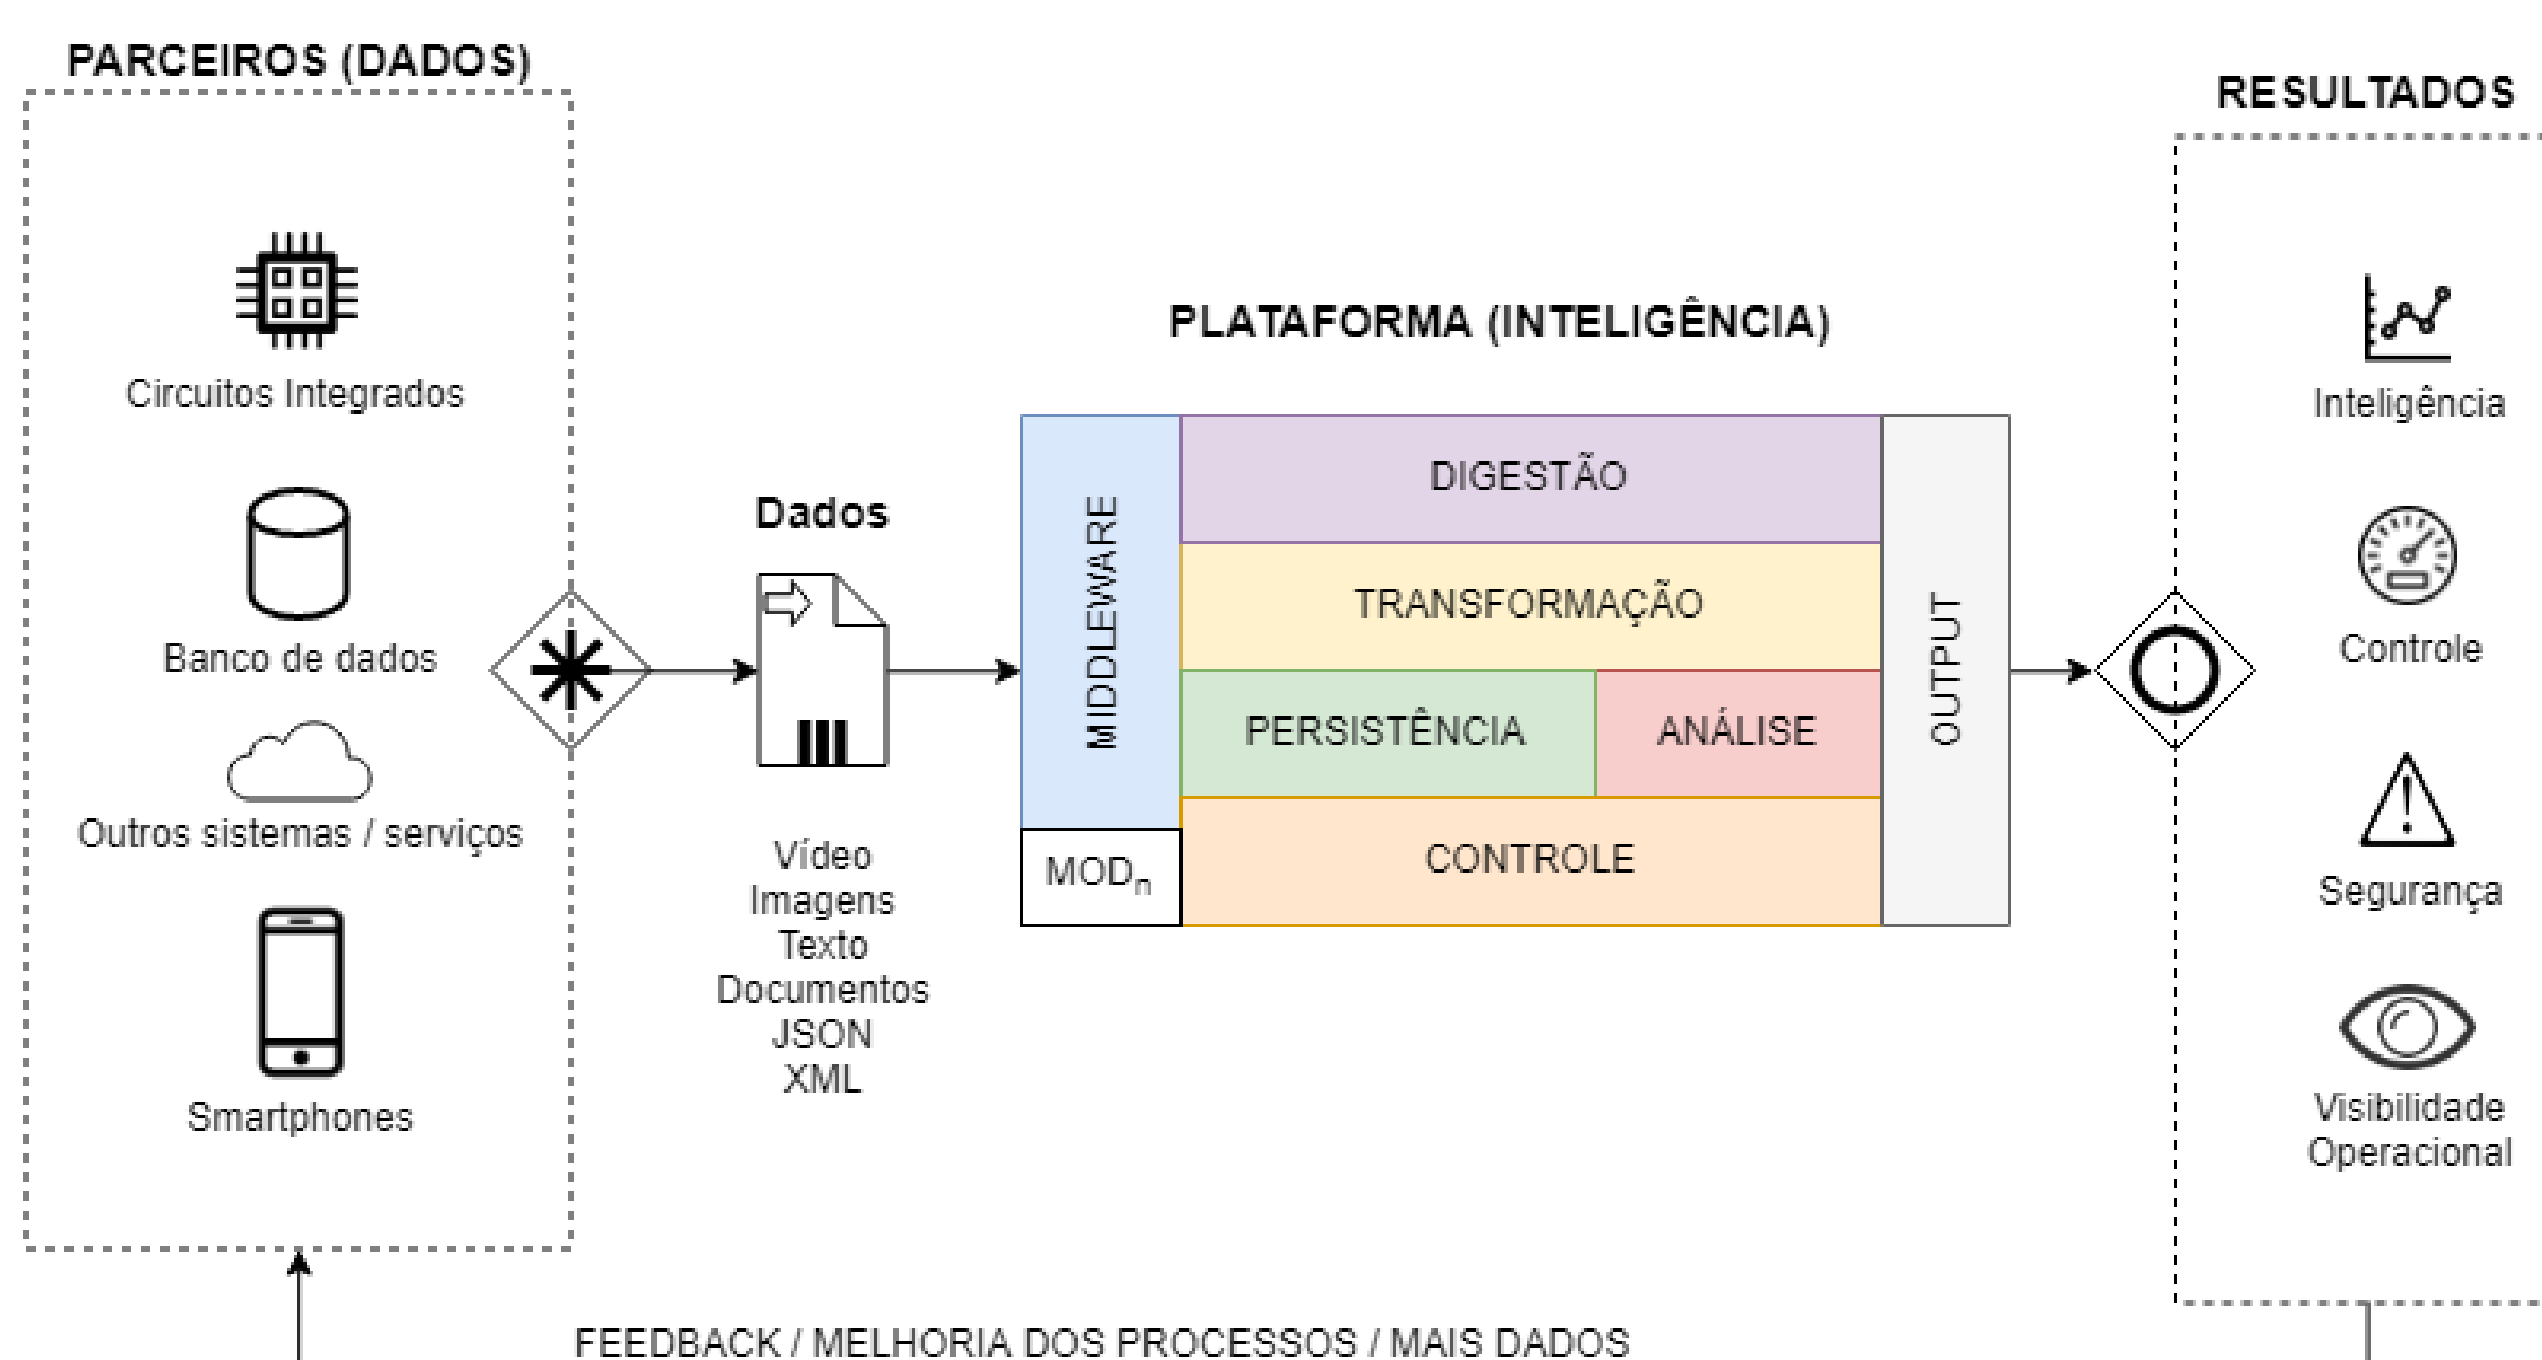 PARCEIROS (DADOS)
Circuitos Integrados
Banco de dados
Outros sistemas / serviços
Smartphones
Dados
Vídeo
Imagens
Texto
Documentos
JSON
XML
PLATAFORMA (INTELIGÊNCIA)
MIDDLEWARE
MODn
DIGESTÃO
TRANSFORMAÇÃO
PERSISTÊNCIA
ANÁLISE
CONTROLE
OUTPUT
RESULTADOS
Inteligência
Controle
Segurança
Visibilidade
Operacional
FEEDBACK / MELHORIA DOS PROCESSOS / MAIS DADOS